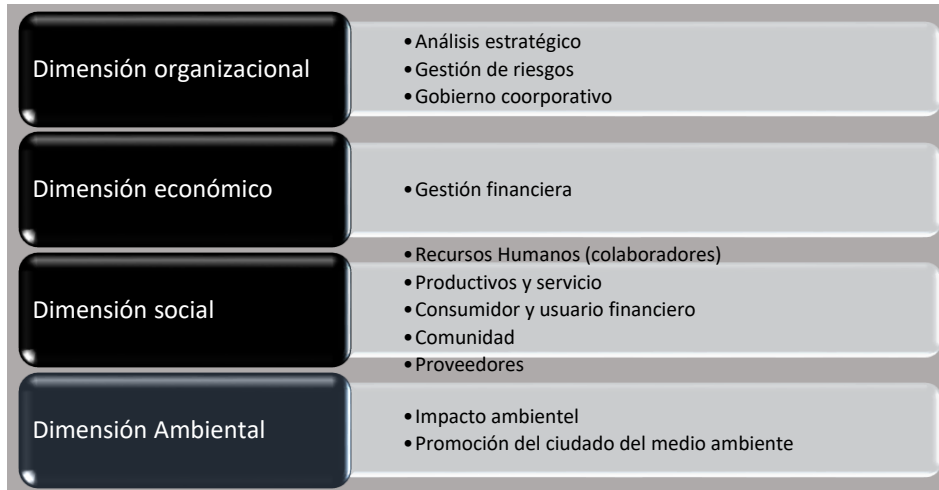 Dimensión organizacional
•Análisis estratégico
•Gestión de riesgos
•Gobierno coorporativo
Dimensión económico
•Gestión financiera
Dimensión social
•Recursos Humanos (colaboradores)
•Productivos y servicio
•Consumidor y usuario financiero
•Comunidad
•Proveedores
Dimensión Ambiental
•Impacto ambientel
•Promoción del ciudado del medio ambiente